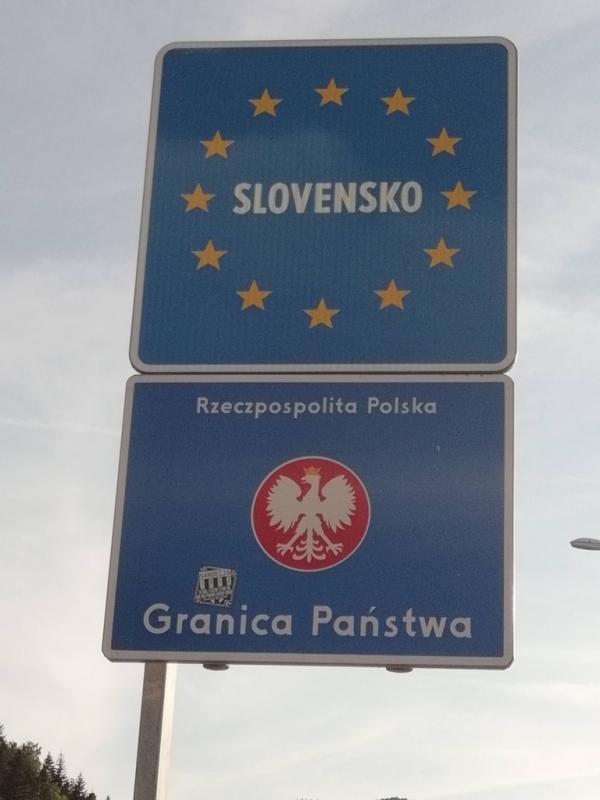 SLOVENSKO
Rzeczpospolita Polska
Granica Państwa